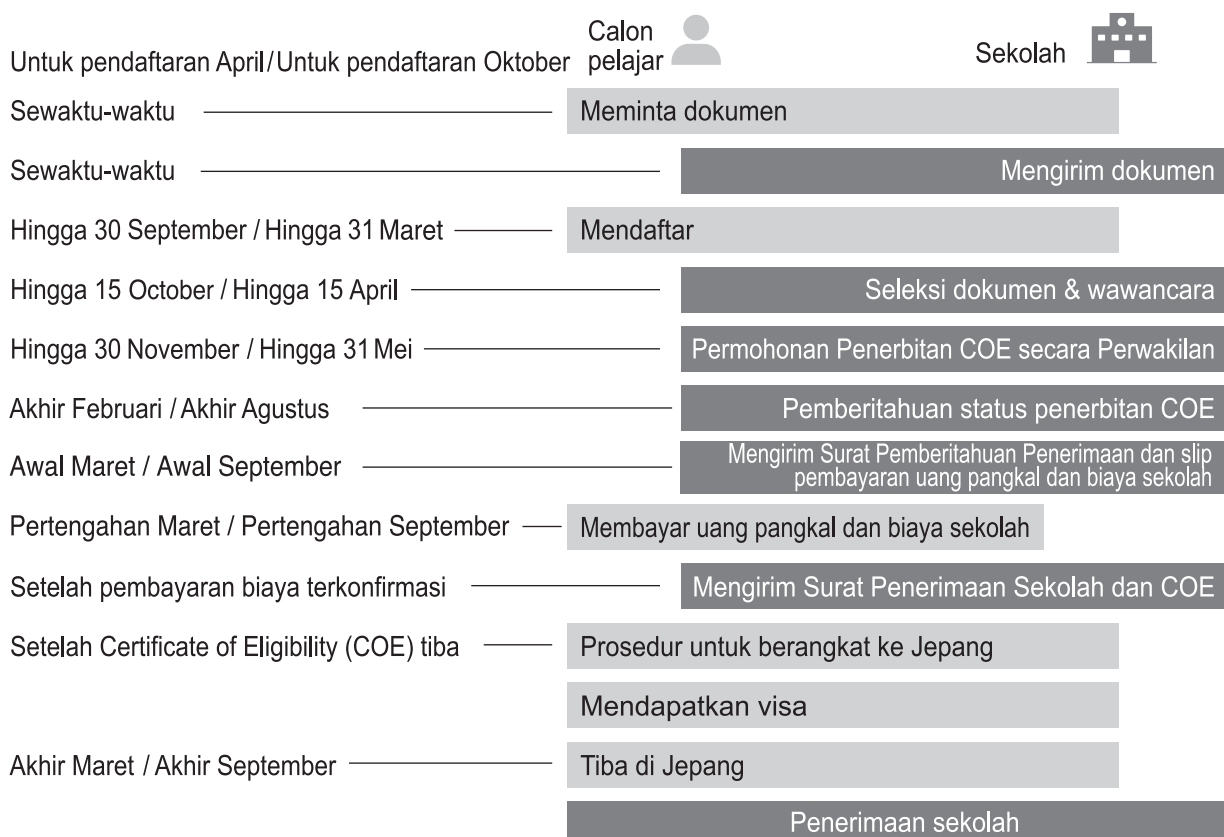 Calon
Untuk pendaftaran April/Untuk pendaftaran Oktober pelajar Sekolah
Sewaktu-waktu Meminta dokumen
Sewaktu-waktu Mengirim dokumen
Hingga 30 September / Hingga 31 Maret Mendaftar
Hingga 15 October / Hingga 15 April Seleksi dokumen & wawancara
Hingga 30 November / Hingga 31 Mei Permohonan Penerbitan COE secara Perwakilan
Akhir Februari / Akhir Agustus Pemberitahuan status penerbitan COE
Awal Maret / Awal September Mengirim Surat Pemberitahuan Penerimaan dan slip
pembayaran uang pangkal dan biaya sekolah
Pertengahan Maret / Pertengahan September Membayar uang pangkal dan biaya sekolah
Setelah pembayaran biaya terkonfirmasi Mengirim Surat Penerimaan Sekolah dan COE
Setelah Certificate of Eligibility (COE) tiba Prosedur untuk berangkat ke Jepang
Mendapatkan visa
Akhir Maret / Akhir September Tiba di Jepang
Penerimaan sekolah